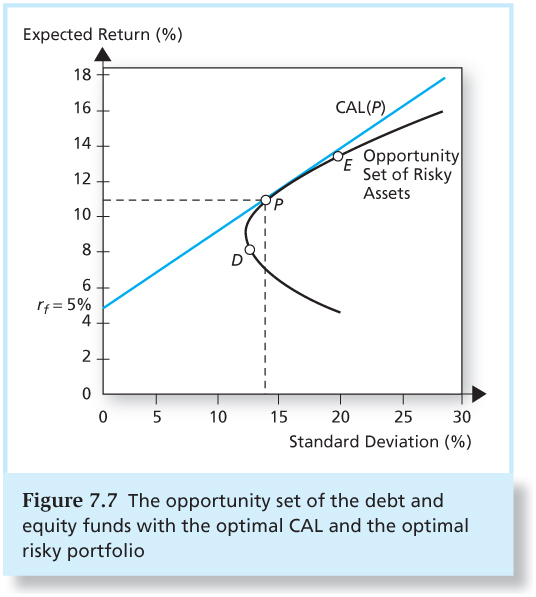 Expected Return (%)
18
16
14
12
10
8
6
r_f = 5%
4
2
0
CAL(P)
E
Opportunity
Set of Risky
Assets
P
D
0 5 10 15 20 25 30
Standard Deviation (%)
Figure 7.7 The opportunity set of the debt and
equity funds with the optimal CAL and the optimal
risky portfolio